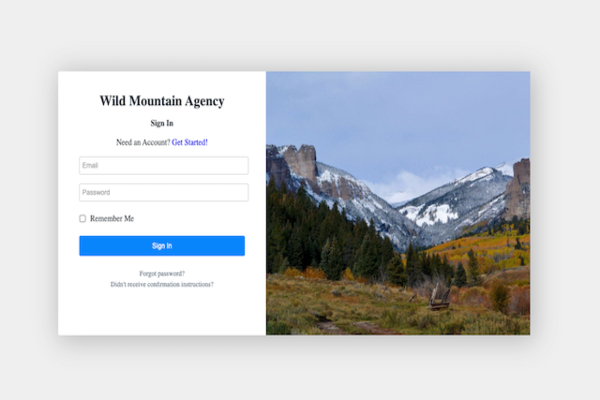 Wild Mountain Agency
Sign In
Need an Account? Get Started!
Email
Password
Remember Me
Sign in
Forgot password?
Didn't receive confirmation instructions?